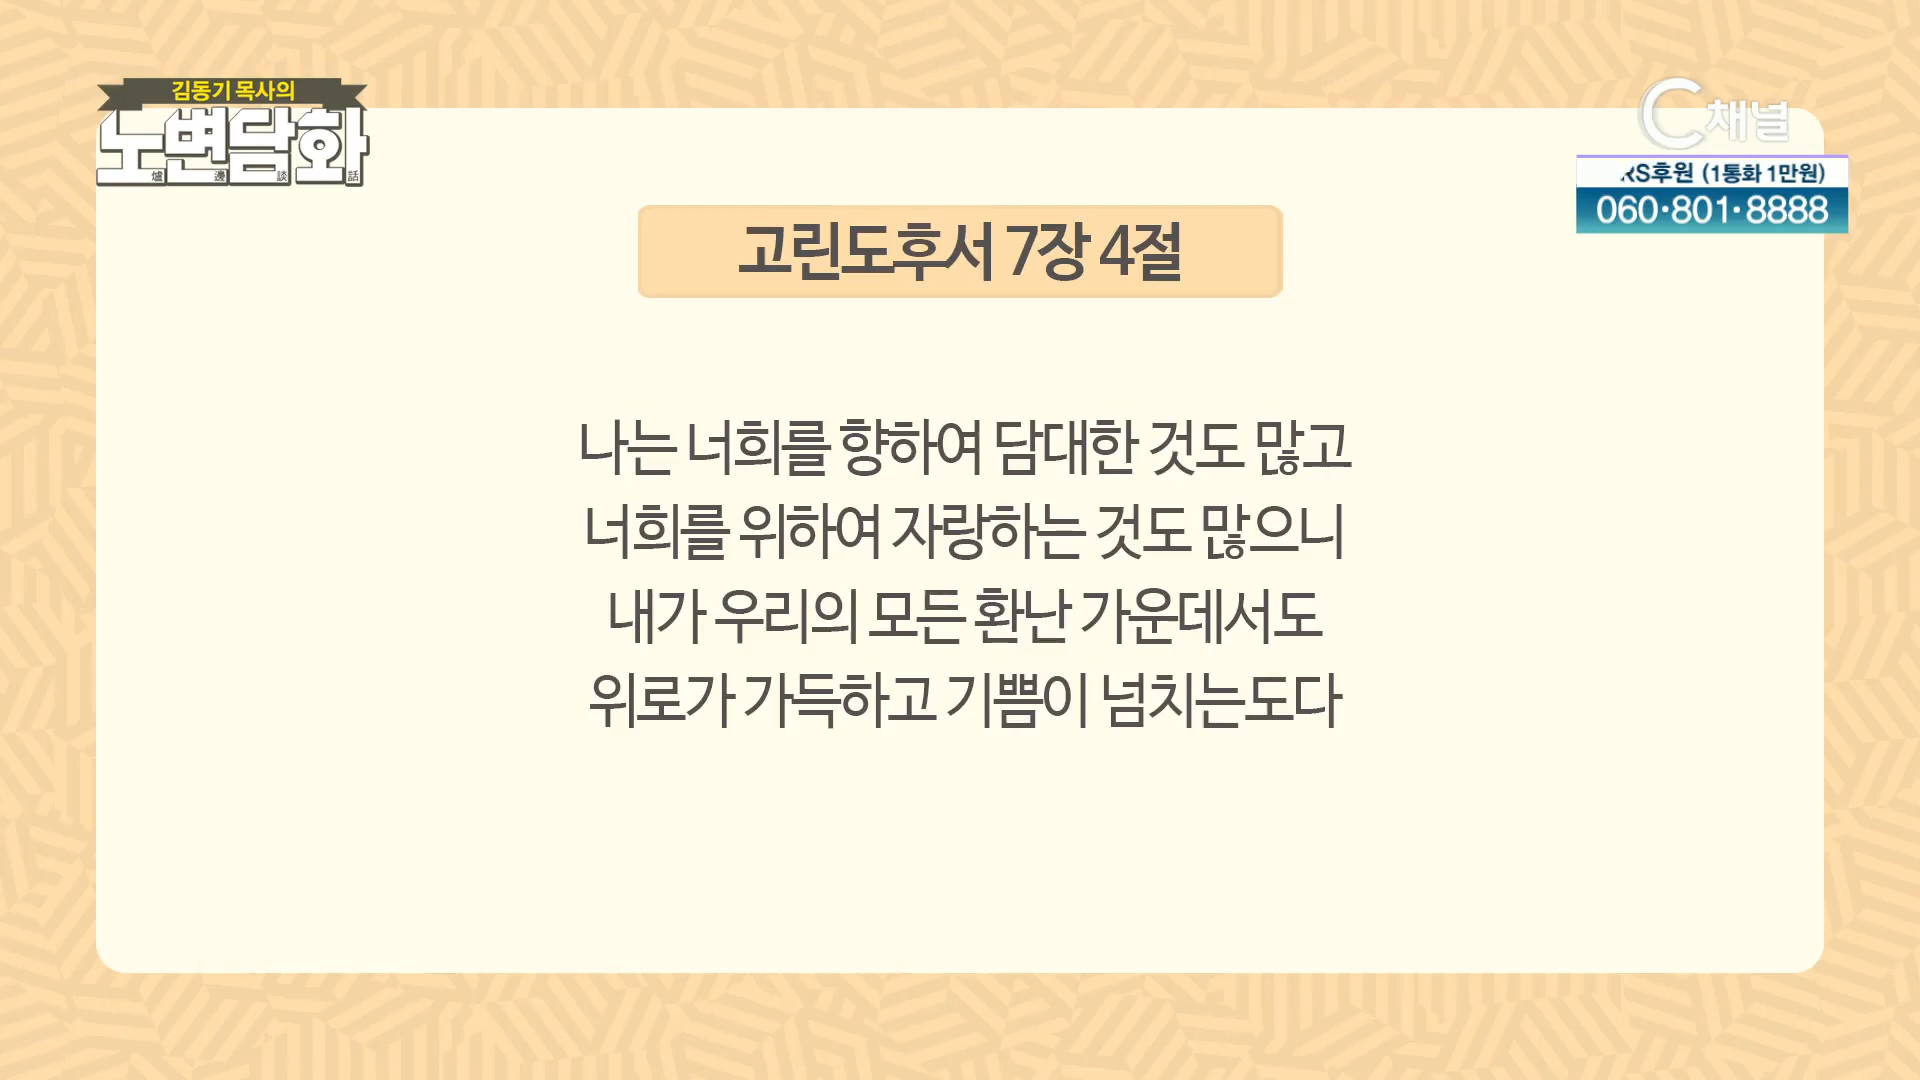 김동기 목사의
노변담화
爐邊談話
C채널
RS후원 (1통화 1만원)
060·801·8888
고린도후서 7장 4절
나는 너희를 향하여 담대한 것도 많고
너희를 위하여 자랑하는 것도 많으니
내가 우리의 모든 환난 가운데서도
위로가 가득하고 기쁨이 넘치는도다